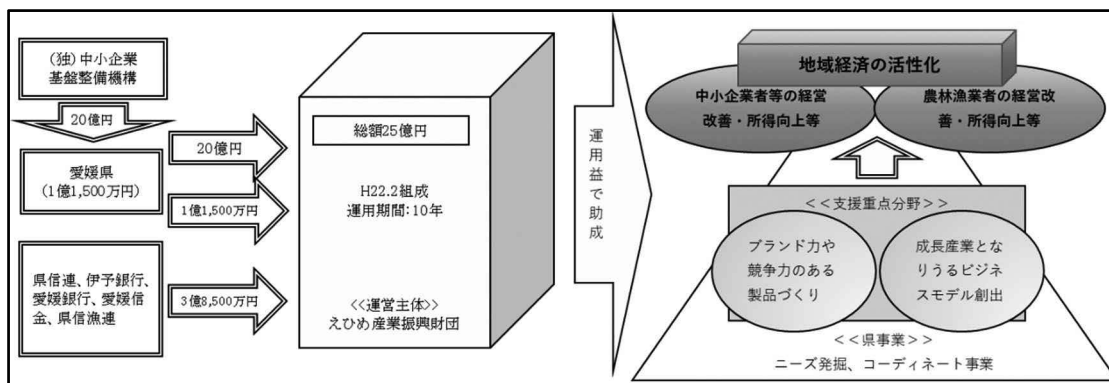 (独)中小企業
基盤整備機構
20億円
愛媛県
(1億1,500万円)
県信連、伊予銀行、
愛媛銀行、愛媛信
金、県信漁連
20億円
1億1,500万円
3億8,500万円
総額25億円
H22.2組成
運用期間:10年
<<運営主体>>
えひめ産業振興財団
運用益で助成
地域経済の活性化
中小企業者等の経営
改善・所得向上等
農林漁業者の経営改
善・所得向上等
<<支援重点分野>>
ブランド力や
競争力のある
製品づくり
成長産業とな
りうるビジネ
スモデル創出
<<県事業>>
ニーズ発掘、コーディネート事業